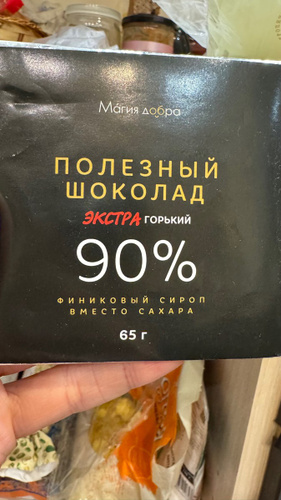 Магия добра
ПОЛЕЗНЫЙ
ШОКОЛАД
ЭКСТРА ГОРЬКИЙ
90%
ФИНИКОВЫЙ СИРОП
ВМЕСТО САХАРА
65 г